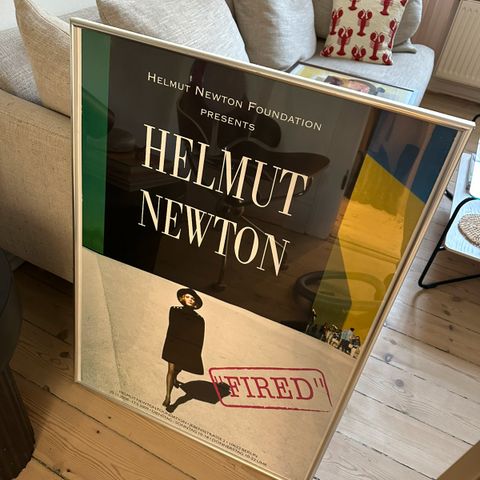 HELMUT NEWTON FOUNDATION
PRESENTS
HELMUT
NEWTON
"FIRED"